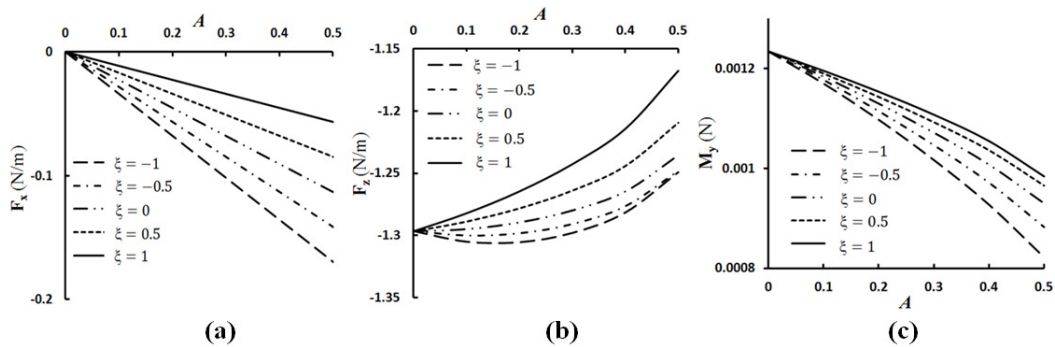 A
0 0.1 0.2 0.3 0.4 0.5
0
-0.1
-0.2
Fx (N/m)
ξ = −1
ξ = −0.5
ξ = 0
ξ = 0.5
ξ = 1
(a)
A
0 0.1 0.2 0.3 0.4 0.5
-1.15
-1.2
-1.25
-1.3
-1.35
Fz (N/m)
ξ = −1
ξ = −0.5
ξ = 0
ξ = 0.5
ξ = 1
(b)
0.0012
0.001
0.0008
My (N)
ξ = −1
ξ = −0.5
ξ = 0
ξ = 0.5
ξ = 1
0 0.1 0.2 0.3 0.4 0.5
A
(c)